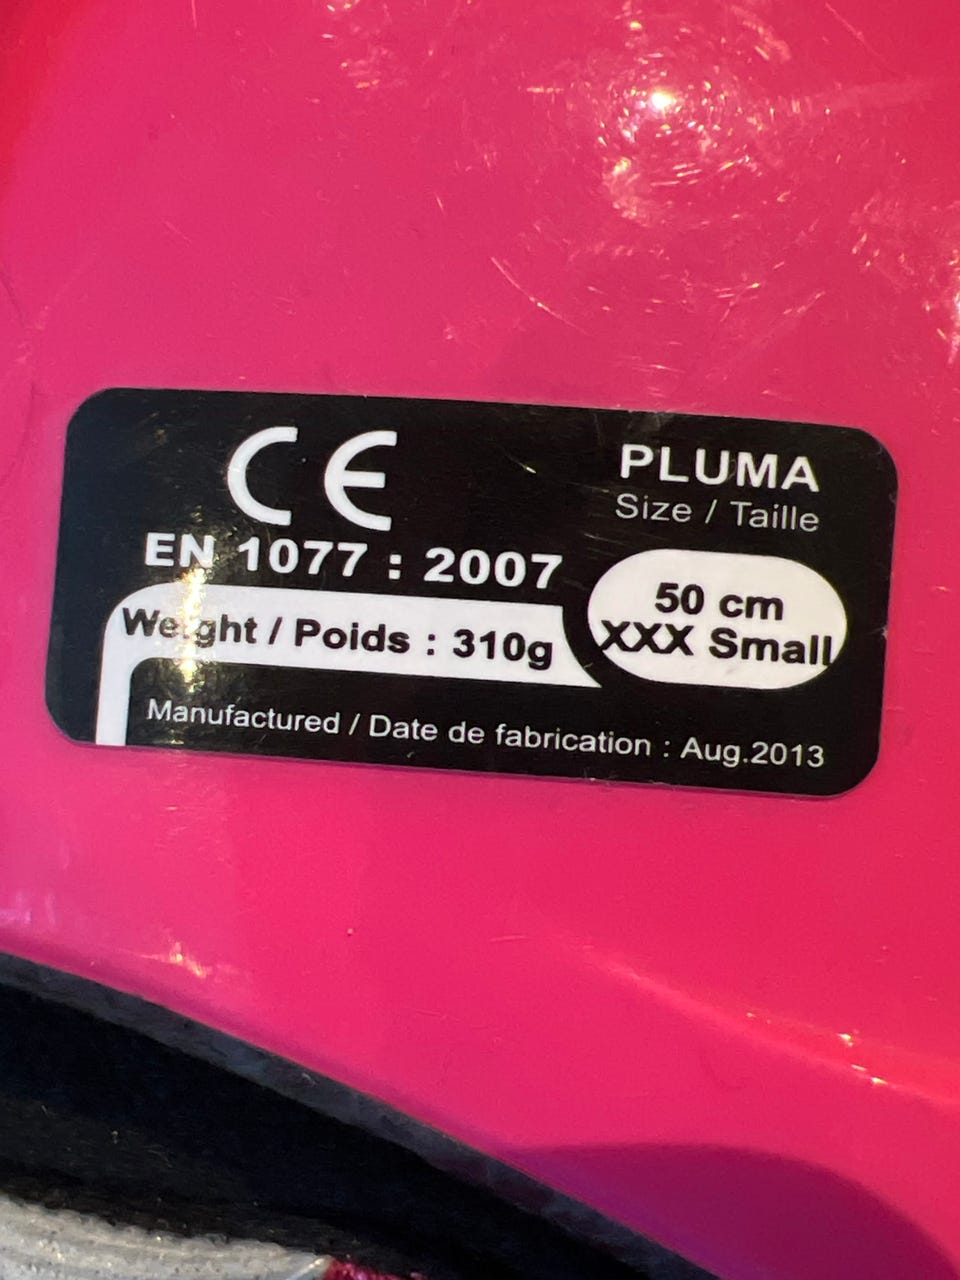 CE
EN 1077 : 2007
Weight / Poids : 310g
PLUMA
Size / Taille
50 cm
XXX Small
Manufactured / Date de fabrication : Aug.2013